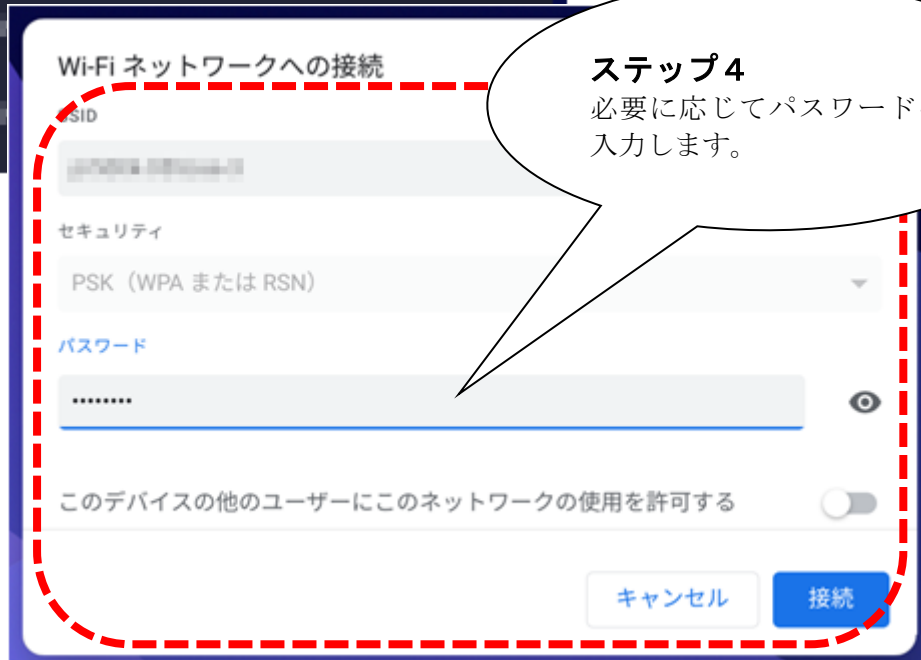 Wi-Fi ネットワークへの接続
ステップ4
必要に応じてパスワード
入力します。
SSID
セキュリティ
PSK（WPA または RSN）
パスワード
••••••••
このデバイスの他のユーザーにこのネットワークの使用を許可する
キャンセル
接続